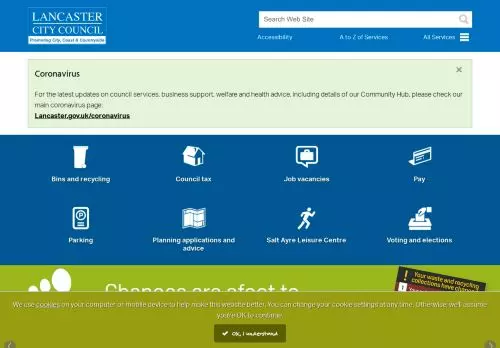 LANCASTER
CITY COUNCIL
Promoting City, Coast & Countryside
Search Web Site
Accessibility
A to Z of Services
All Services
Coronavirus
×
For the latest updates on council services, business support, welfare and health advice, including details of our Community Hub, please check our
main coronavirus page:
Lancaster.gov.uk/coronavirus
Bins and recycling
Council tax
Job vacancies
Pay
Parking
Planning applications and
advice
Salt Ayre Leisure Centre
Voting and elections
Changes are afoot to
Your waste and recycling
collections have changed
We use cookies on your computer or mobile device to help make this website better. You can change your cookie settings at any time. Otherwise, we'll assume
you're OK to continue.
OK, I understand